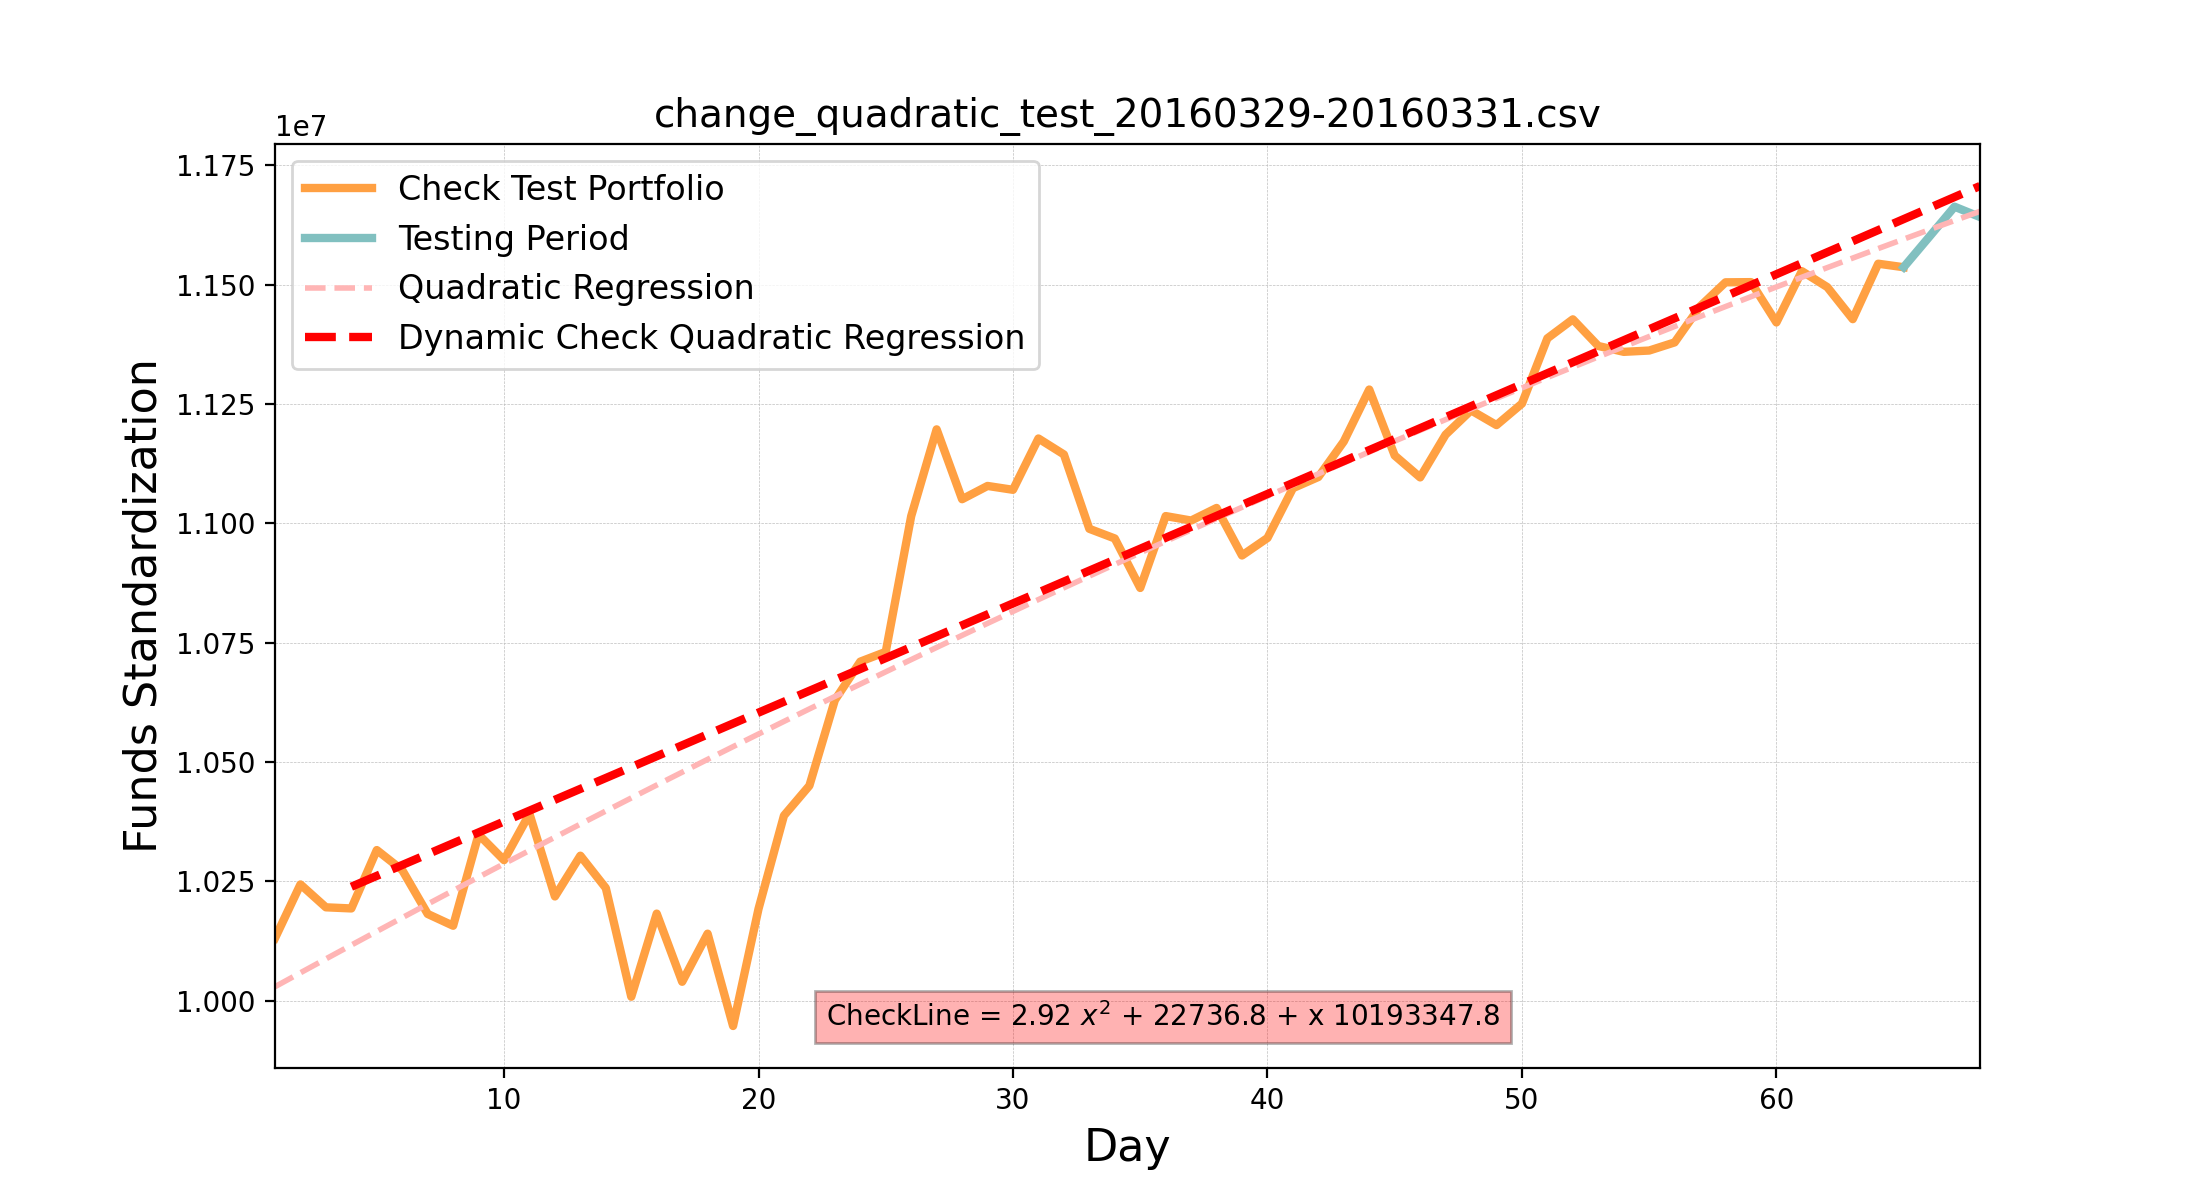 change_quadratic_test_20160329-20160331.csv
1e7
Check Test Portfolio
Testing Period
Quadratic Regression
Dynamic Check Quadratic Regression
1.175
1.150
1.125
1.100
1.075
1.050
1.025
1.000
Funds Standardization
CheckLine = 2.92 x² + 22736.8 + x 10193347.8
10 20 30 40 50 60
Day